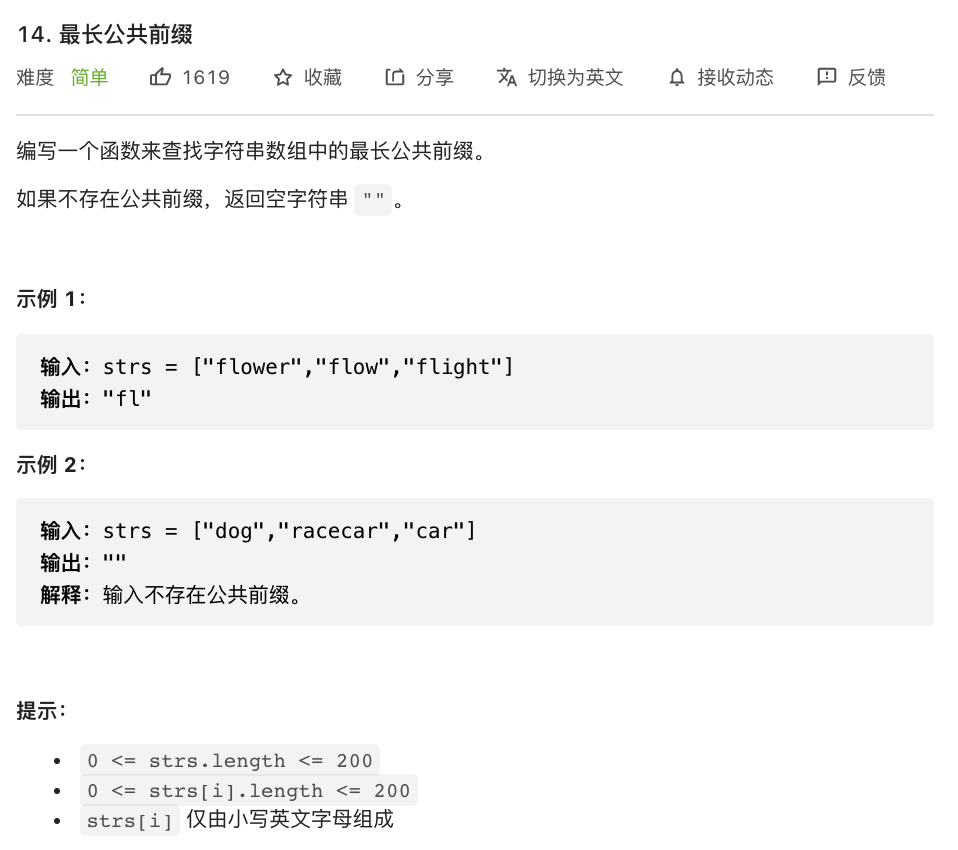 14. 最长公共前缀
难度 简单 1619 收藏 分享 切换为英文 接收动态 反馈
编写一个函数来查找字符串数组中的最长公共前缀。
如果不存在公共前缀，返回空字符串 ""。
示例 1：
输入：strs = ["flower","flow","flight"]
输出："fl"
示例 2：
输入：strs = ["dog","racecar","car"]
输出：""
解释：输入不存在公共前缀。
提示：
• 0 <= strs.length <= 200
• 0 <= strs[i].length <= 200
• strs[i] 仅由小写英文字母组成